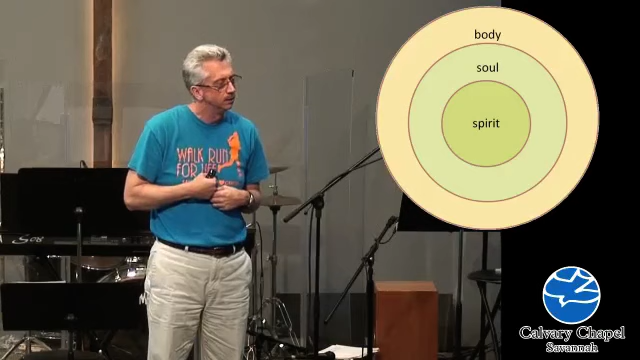 body
soul
spirit
WALK RUN
FOR
Calvary Chapel
Savannah